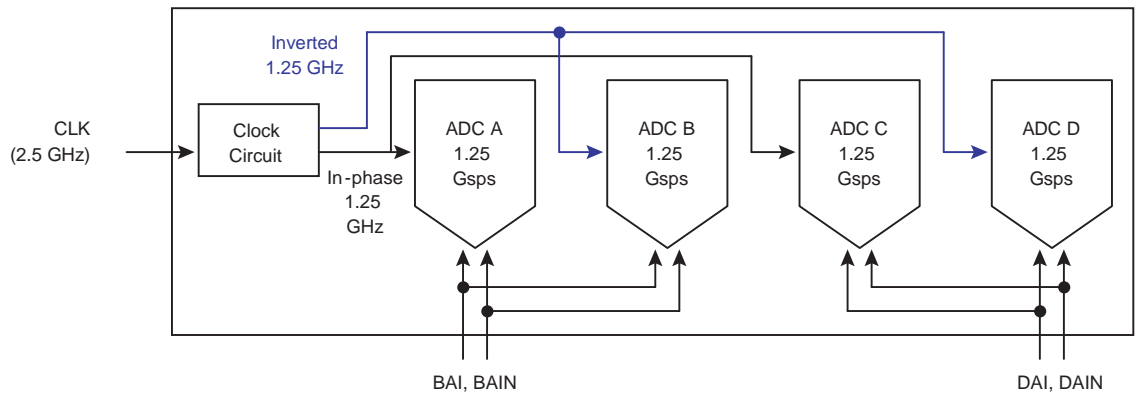 Inverted
1.25 GHz
CLK
(2.5 GHz)
Clock
Circuit
In-phase
1.25
GHz
ADC A
1.25
Gsps
ADC B
1.25
Gsps
ADC C
1.25
Gsps
ADC D
1.25
Gsps
BAI, BAIN
DAI, DAIN